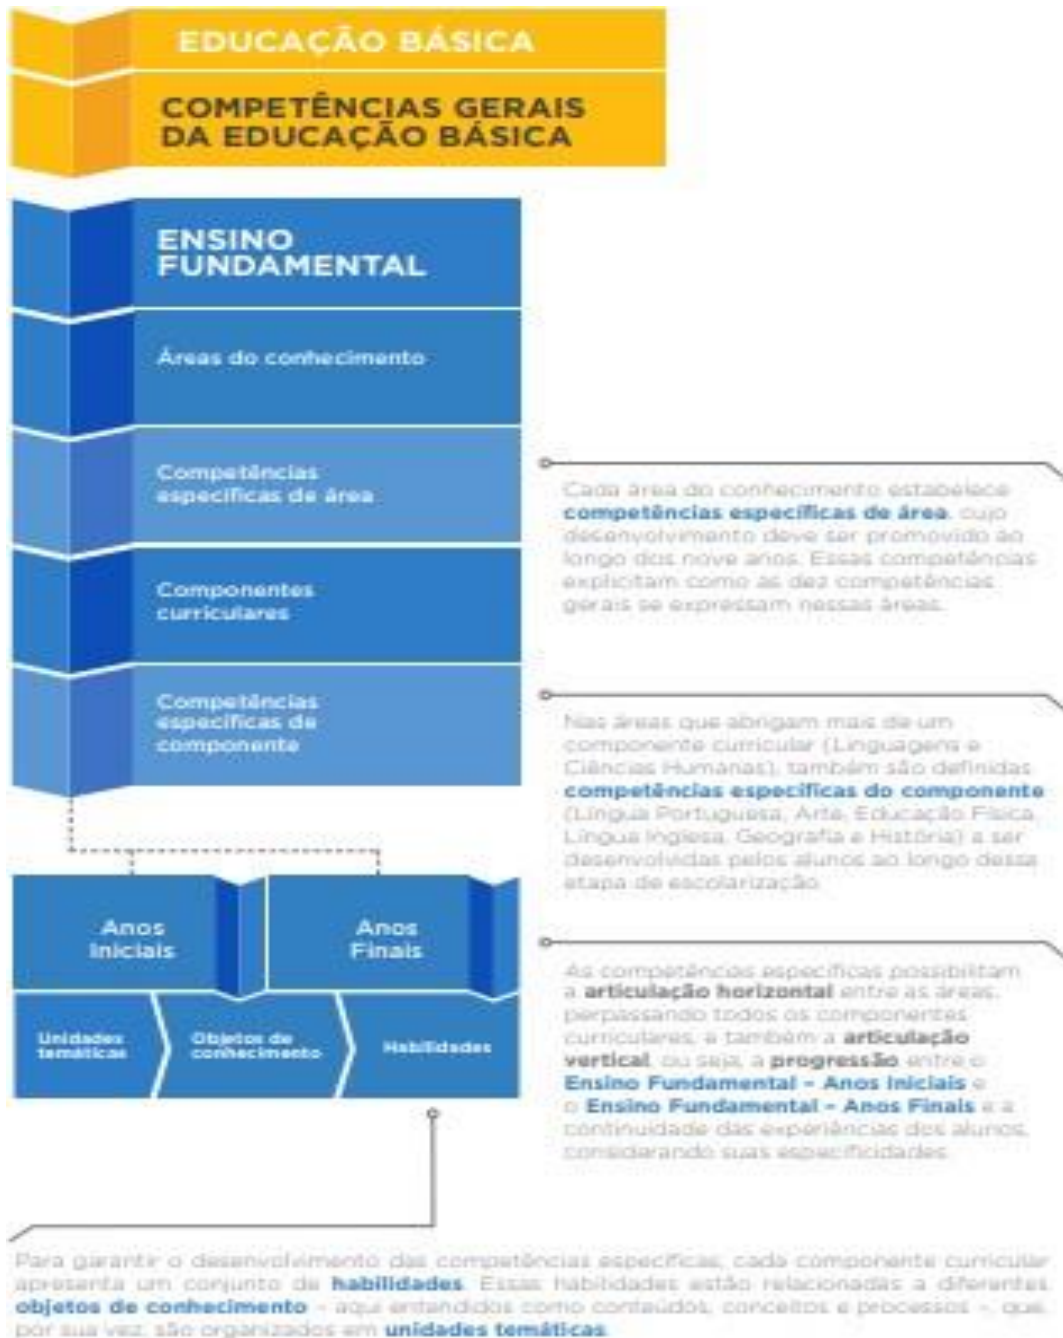 EDUCAÇÃO BÁSICA
COMPETÊNCIAS GERAIS
DA EDUCAÇÃO BÁSICA
ENSINO
FUNDAMENTAL
Áreas do conhecimento
Competências
específicas de área
Cada área do conhecimento estabelece
competências específicas de área, cujo
desenvolvimento deve ser promovido ao
longo dos nove anos. Essas competências
explicitam como as dez competências
gerais se expressam nessas áreas.
Componentes
curriculares
Competências
específicas de
componente
Nas áreas que abrigam mais de um
componente curricular (Linguagens e
Ciências Humanas), também são definidas
competências específicas do componente
(Língua Portuguesa, Arte, Educação Física,
Língua Inglesa, Geografia e História) a ser
desenvolvidas pelos alunos ao longo dessa
etapa de escolarização.
Anos
Iniciais
Anos
Finais
Unidades
temáticas
Objetos de
conhecimento
Habilidades
As competências específicas possibilitam
a articulação horizontal entre as áreas,
perpassando todos os componentes
curriculares, e também a articulação
vertical, ou seja, a progressão entre o
Ensino Fundamental – Anos Iniciais e
o Ensino Fundamental – Anos Finais e a
continuidade das experiências dos alunos,
considerando suas especificidades.
Para garantir o desenvolvimento das competências específicas, cada componente curricular
apresenta um conjunto de habilidades. Essas habilidades estão relacionadas a diferentes
objetos de conhecimento – aqui entendidos como conteúdos, conceitos e processos –, que,
por sua vez, são organizados em unidades temáticas.